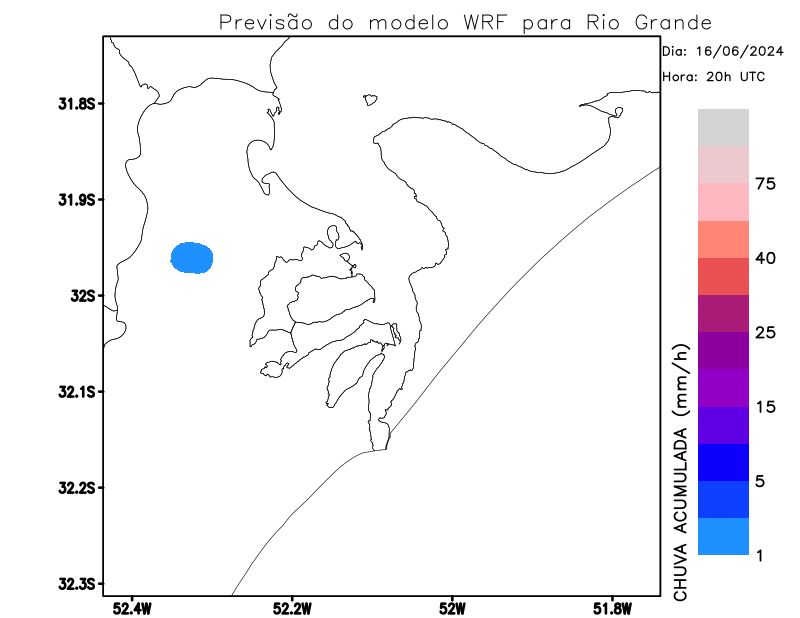 Previsão do modelo WRF para Rio Grande
Dia: 16/06/2024
Hora: 20h UTC
31.8S
31.9S
32S
32.1S
32.2S
32.3S
52.4W
52.2W
52W
51.8W
75
40
25
15
5
1
CHUVA ACUMULADA (mm/h)